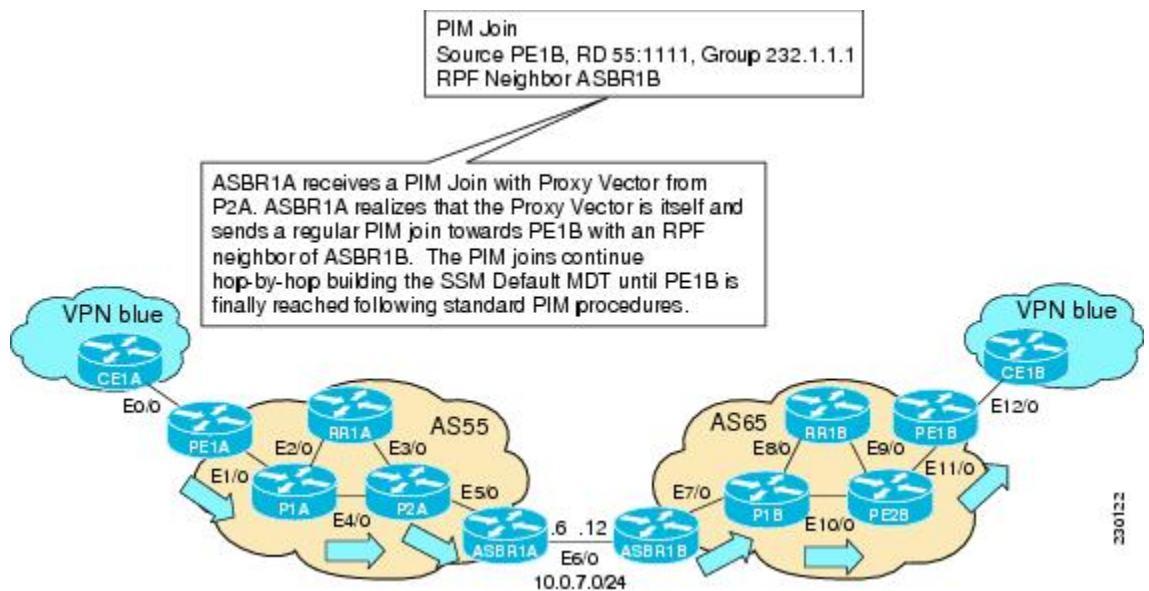 PIM Join
Source PE1B, RD 55:1111, Group 232.1.1.1
RPF Neighbor ASBR1B
ASBR1A receives a PIM Join with Proxy Vector from
P2A. ASBR1A realizes that the Proxy Vector is itself and
sends a regular PIM join towards PE1B with an RPF
neighbor of ASBR1B. The PIM joins continue
hop-by-hop building the SSM Default MDT until PE1B is
finally reached following standard PIM procedures.
VPN blue
CE1A
E0/0
PE1A
E1/0
E2/0
RR1A
E3/0
AS55
P1A
E4/0
P2A
E5/0
ASBR1A
.6 .12
E6/0
10.0.7.0/24
ASBR1B
E7/0
AS65
E8/0
RR1B
E9/0
P1B
E10/0
PE2B
E11/0
PE1B
E12/0
VPN blue
CE1B
230122